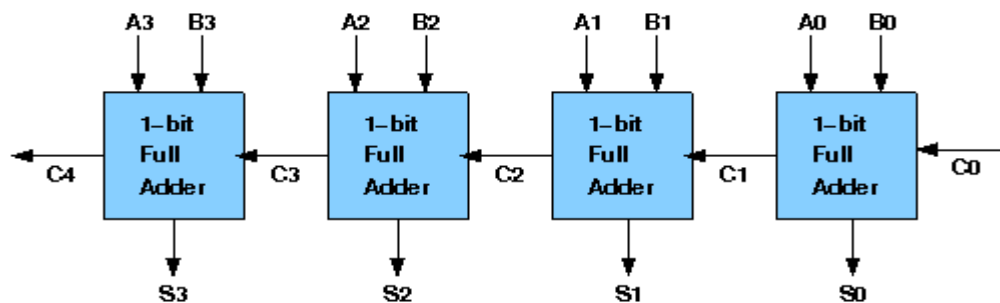 A3 B3 A2 B2 A1 B1 A0 B0
1-bit Full Adder
1-bit Full Adder
1-bit Full Adder
1-bit Full Adder
C4 C3 C2 C1 C0
S3 S2 S1 S0